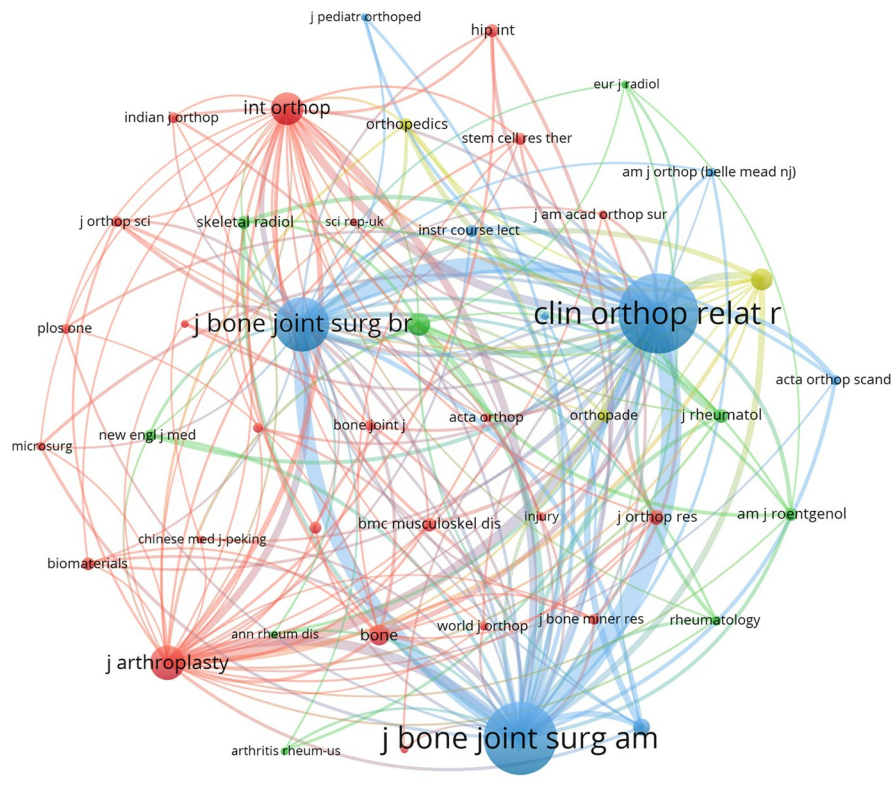 j pediatr orthoped
hip int
eur j radiol
int orthop
indian j orthop
orthopedics
stem cell res ther
am j orthop (belle mead nj)
j orthop sci
skeletal radiol
sci rep-uk
instr course lect
j am acad orthop sur
plos one
j bone joint surg br
clin orthop relat r
acta orthop scand
microsurg
new engl j med
bone joint j
acta orthop
orthopade
j rheumatol
chinese med j-peking
bmc musculoskel dis
injury
j orthop res
am j roentgenol
biomaterials
ann rheum dis
bone
world j orthop
j bone miner res
rheumatology
j arthroplasty
arthritis rheum-us
j bone joint surg am